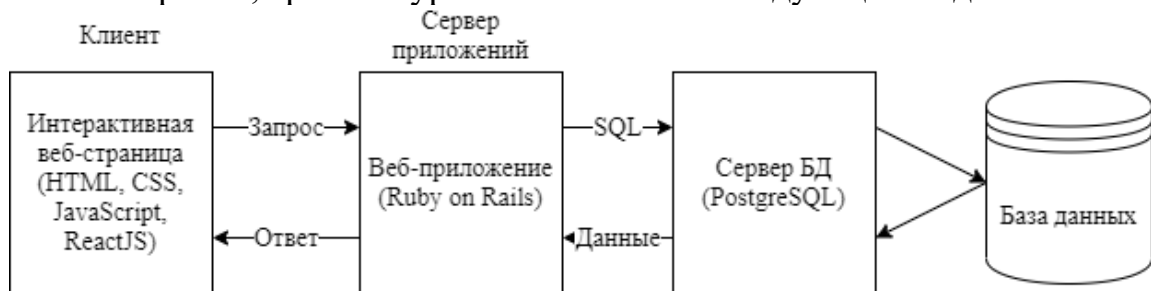 Клиент
Сервер
приложений
Интерактивная
веб-страница
(HTML, CSS,
JavaScript,
ReactJS)
Запрос
Ответ
Веб-приложение
(Ruby on Rails)
SQL
Данные
Сервер БД
(PostgreSQL)
База данных